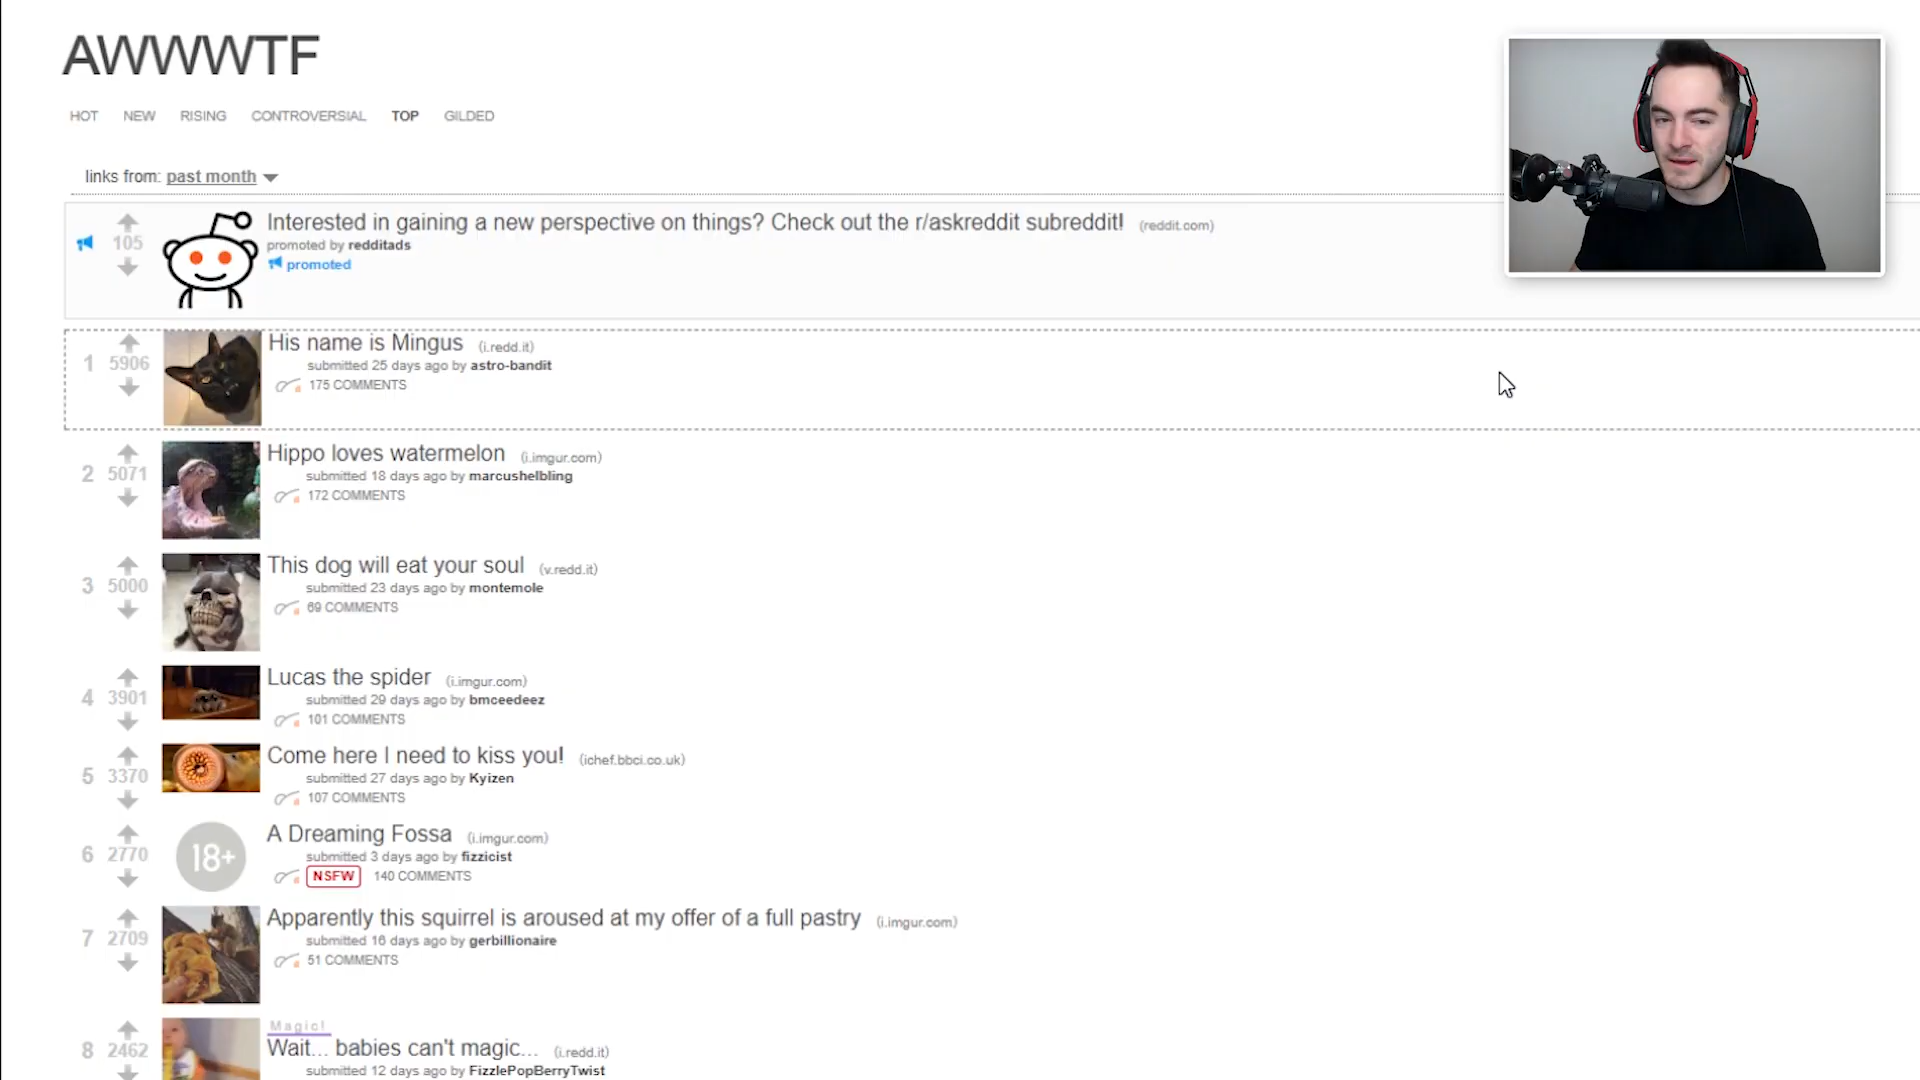 AWWWTF
HOT NEW RISING CONTROVERSIAL TOP GILDED
links from: past month
105
Interested in gaining a new perspective on things? Check out the r/askreddit subreddit! (reddit.com)
promoted by redditads
promoted
1
5906
His name is Mingus (i.redd.it)
submitted 25 days ago by astro-bandit
175 COMMENTS
2
5071
Hippo loves watermelon (i.imgur.com)
submitted 18 days ago by marcushelbling
172 COMMENTS
3
5000
This dog will eat your soul (v.redd.it)
submitted 23 days ago by montemole
69 COMMENTS
4
3901
Lucas the spider (i.imgur.com)
submitted 29 days ago by bmceedeez
101 COMMENTS
5
3370
Come here I need to kiss you! (ichef.bbci.co.uk)
submitted 27 days ago by Kyizen
107 COMMENTS
6
2770
18+
A Dreaming Fossa (i.imgur.com)
submitted 3 days ago by fizzicist
NSFW 140 COMMENTS
7
2709
Apparently this squirrel is aroused at my offer of a full pastry (i.imgur.com)
submitted 16 days ago by gerbillionaire
51 COMMENTS
8
2462
Magic!
Wait... babies can't magic... (i.redd.it)
submitted 12 days ago by FizzlePopBerryTwist